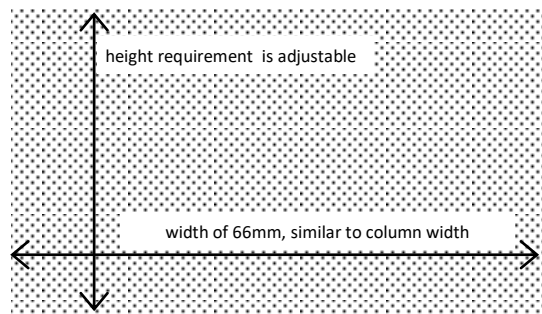 height requirement  is adjustable
width of 66mm, similar to column width